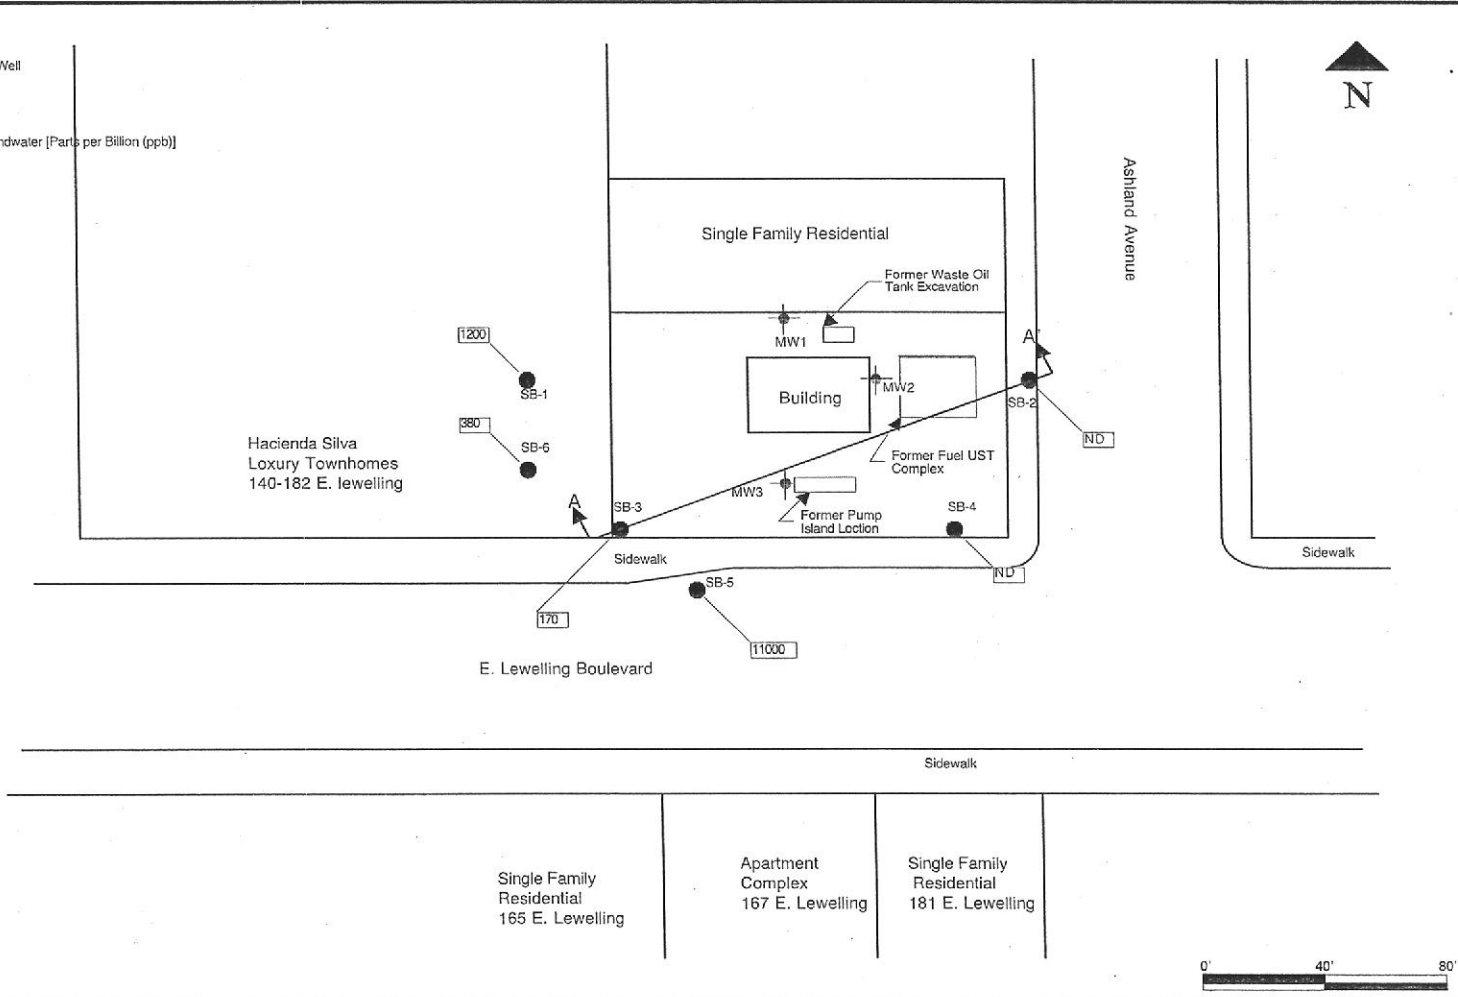 Well
ndwater [Parts per Billion (ppb)]
N
Ashland Avenue
Single Family Residential
Former Waste Oil
Tank Excavation
1200
MW1
A'
SB-1
Building
MW2
SB-2
380
SB-6
ND
Hacienda Silva
Loxury Townhomes
140-182 E. lewelling
Former Fuel UST
Complex
MW3
A
SB-3
SB-4
Former Pump
Island Loction
Sidewalk
Sidewalk
ND
SB-5
170
11000
E. Lewelling Boulevard
Sidewalk
Single Family
Residential
165 E. Lewelling
Apartment
Complex
167 E. Lewelling
Single Family
Residential
181 E. Lewelling
0' 40' 80'